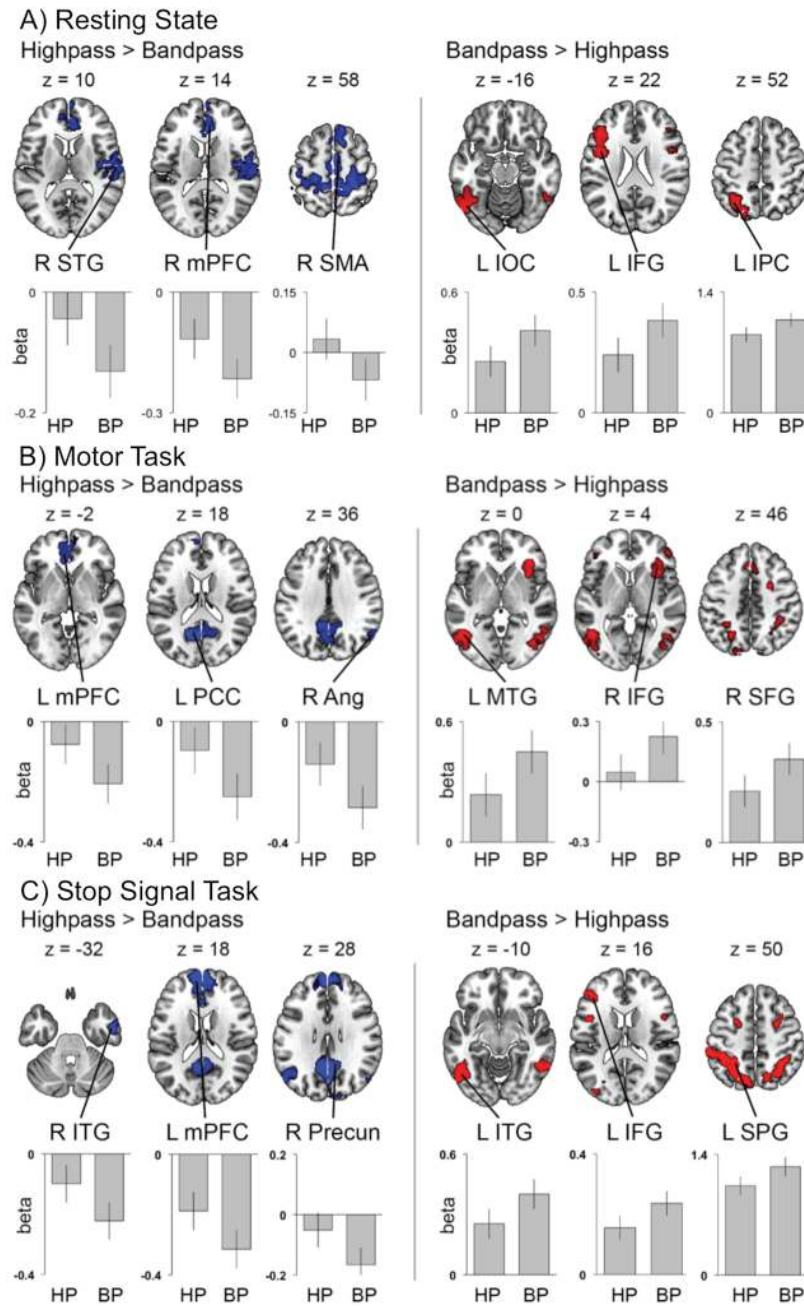 A) Resting State
Highpass > Bandpass
Bandpass > Highpass
z = 10
z = 14
z = 58
z = -16
z = 22
z = 52
R STG
R mPFC
R SMA
L IOC
L IFG
L IPC
0
-0.2
beta
HP
BP
0
-0.3
HP
BP
0.15
0
-0.15
HP
BP
0.6
0
HP
BP
0.5
0
HP
BP
1.4
0
HP
BP
B) Motor Task
Highpass > Bandpass
Bandpass > Highpass
z = -2
z = 18
z = 36
z = 0
z = 4
z = 46
L mPFC
L PCC
R Ang
L MTG
R IFG
R SFG
0
-0.4
beta
HP
BP
0
-0.4
HP
BP
0
-0.4
HP
BP
0.6
0
beta
HP
BP
0.3
0
-0.3
HP
BP
0.5
0
HP
BP
C) Stop Signal Task
Highpass > Bandpass
Bandpass > Highpass
z = -32
z = 18
z = 28
z = -10
z = 16
z = 50
R ITG
L mPFC
R Precun
L ITG
L IFG
L SPG
0
-0.4
beta
HP
BP
0
-0.4
HP
BP
0.2
0
-0.2
HP
BP
0.6
0
beta
HP
BP
0.4
0
HP
BP
1.4
0
HP
BP